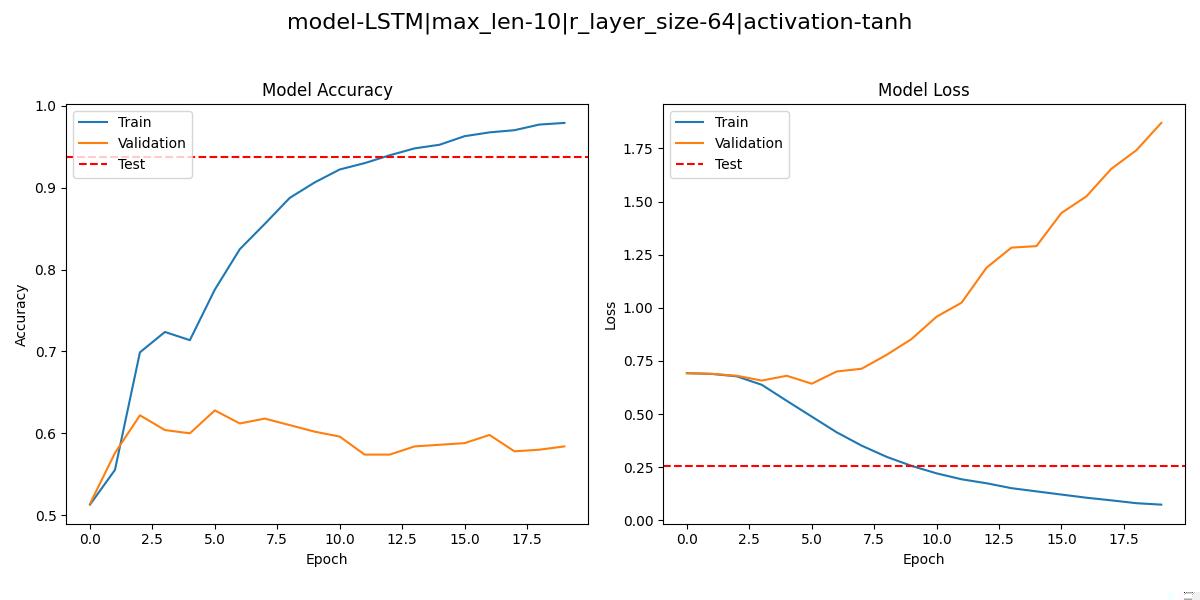 model-LSTM|max_len-10|r_layer_size-64|activation-tanh
Model Accuracy
Train
Validation
Test
1.0
0.9
0.8
0.7
0.6
0.5
Accuracy
0.0 2.5 5.0 7.5 10.0 12.5 15.0 17.5
Epoch
Model Loss
Train
Validation
Test
1.75
1.50
1.25
1.00
0.75
0.50
0.25
0.00
Loss
0.0 2.5 5.0 7.5 10.0 12.5 15.0 17.5
Epoch